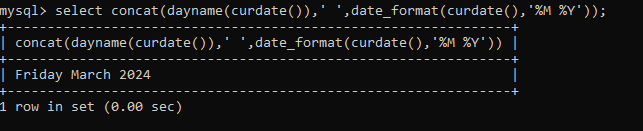 mysql> select concat(dayname(curdate()),' ',date_format(curdate(),'%M %Y'));
+---------------------------------------------------------------+
| concat(dayname(curdate()),' ',date_format(curdate(),'%M %Y')) |
+---------------------------------------------------------------+
| Friday March 2024                                             |
+---------------------------------------------------------------+
1 row in set (0.00 sec)